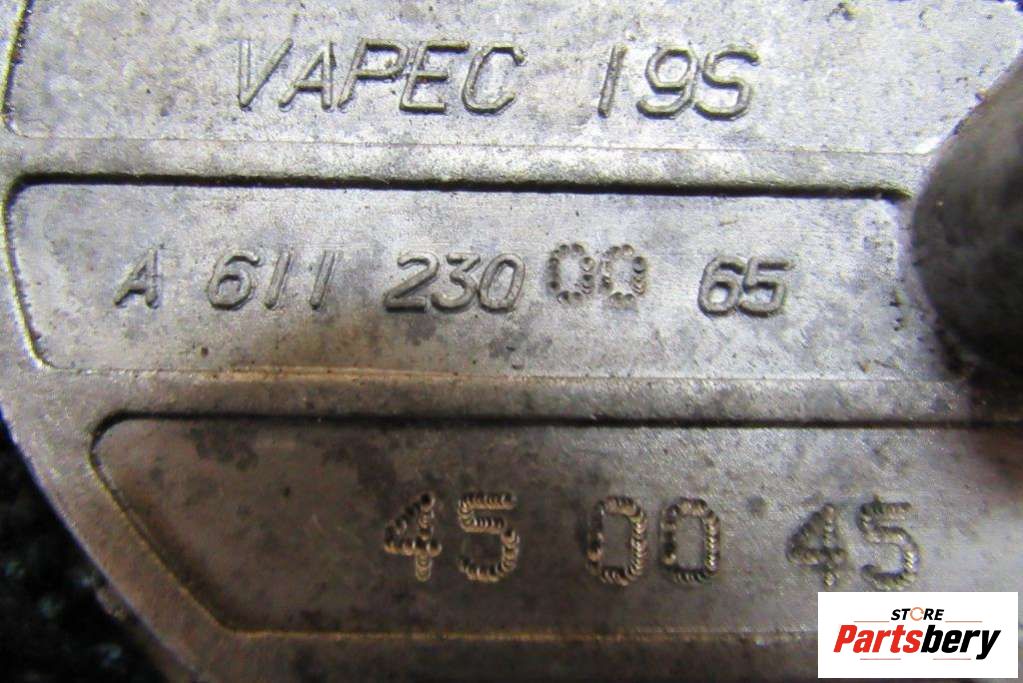 VAPEC 19S
A 611 230 00 65
45 00 45
STORE
Partsbery